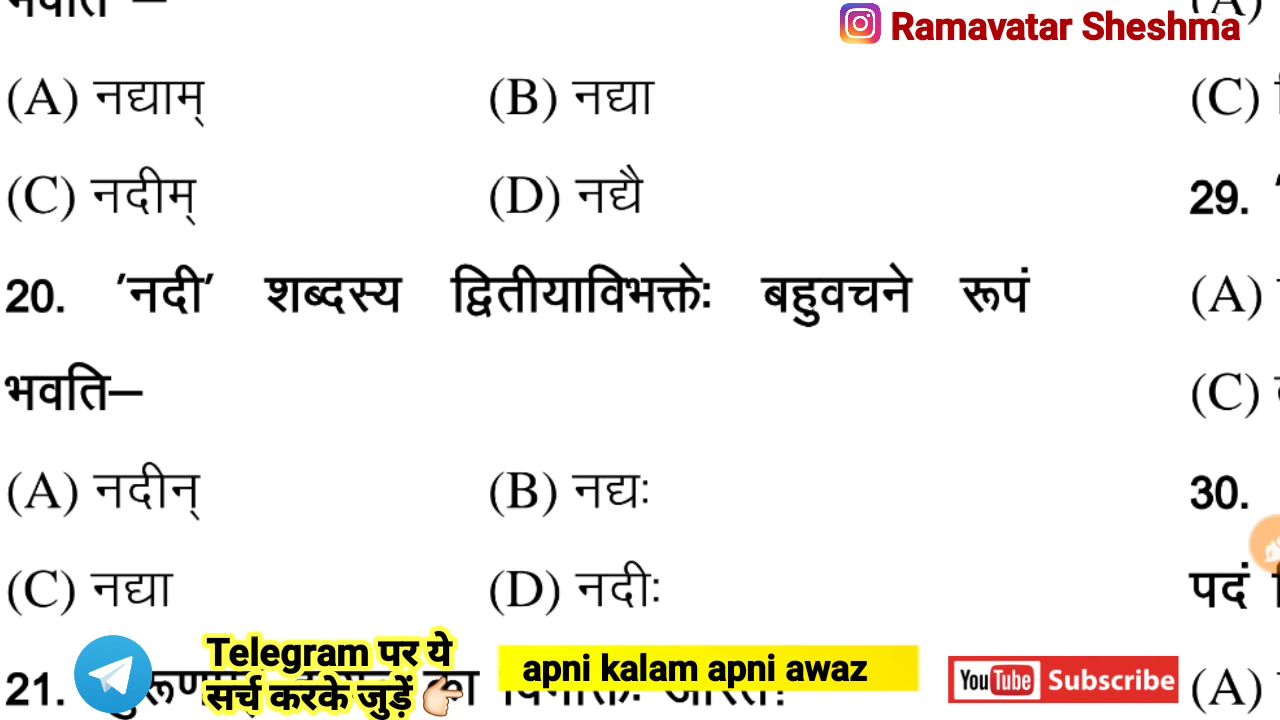 भवति –
(A) नद्याम् (B) नद्या
(C) नदीम् (D) नद्यै
20. 'नदी' शब्दस्य द्वितीयाविभक्तेः बहुवचने रूपं
भवति–
(A) नदीन् (B) नद्यः
(C) नद्या (D) नदीः
21.
(A)
(C)
29.
(A)
(C)
30.
पदं
(A)
Ramavatar Sheshma
Telegram पर ये
सर्च करके जुड़ें
apni kalam apni awaz
YouTube Subscribe